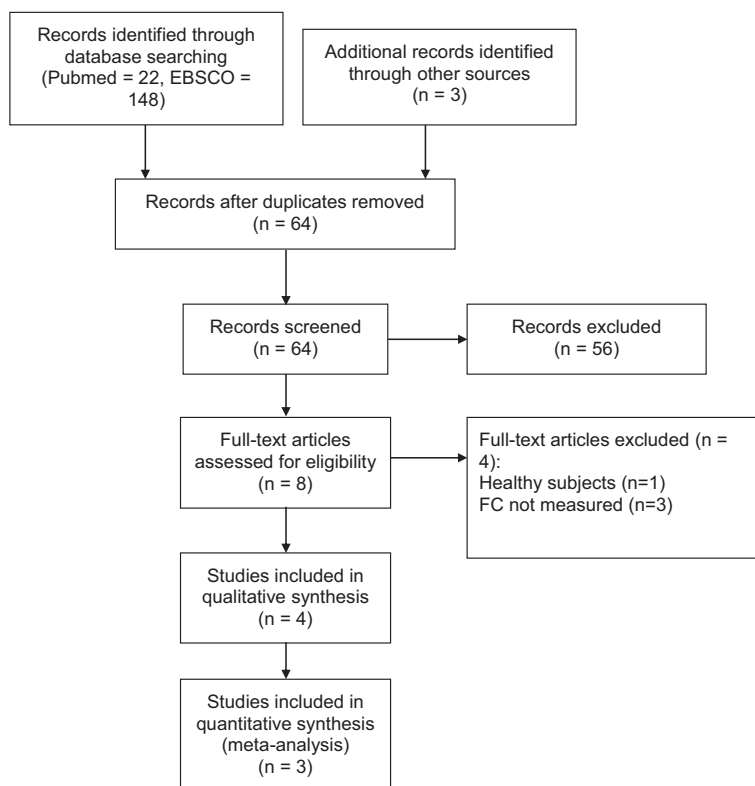 Records identified through
database searching
(Pubmed = 22, EBSCO =
148)
Additional records identified
through other sources
(n = 3)
Records after duplicates removed
(n = 64)
Records screened
(n = 64)
Records excluded
(n = 56)
Full-text articles
assessed for eligibility
(n = 8)
Full-text articles excluded (n =
4):
Healthy subjects (n=1)
FC not measured (n=3)
Studies included in
qualitative synthesis
(n = 4)
Studies included in
quantitative synthesis
(meta-analysis)
(n = 3)